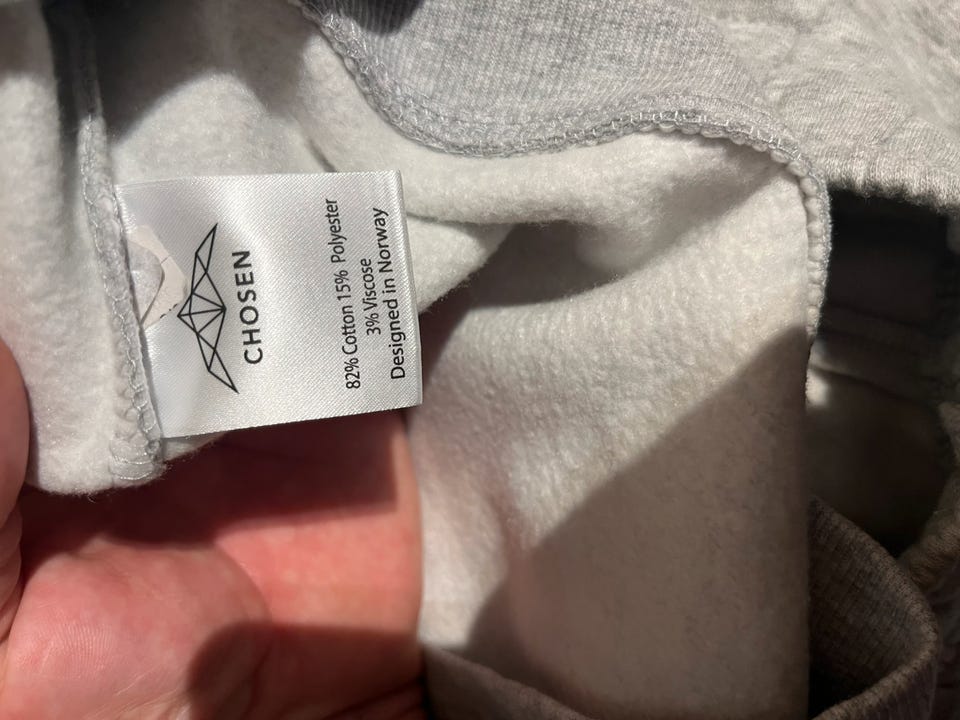 CHOSEN
82% Cotton 15% Polyester
3% Viscose
Designed in Norway